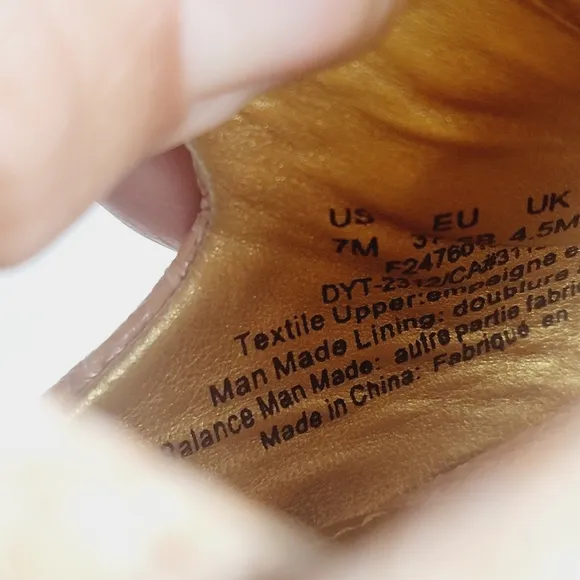 US EU UK
7M 4.5M
F24760R
Textile Upper: empeigne
Man Made Lining: doublure
Balance Man Made: autre partie
Made in China: Fabriqué en